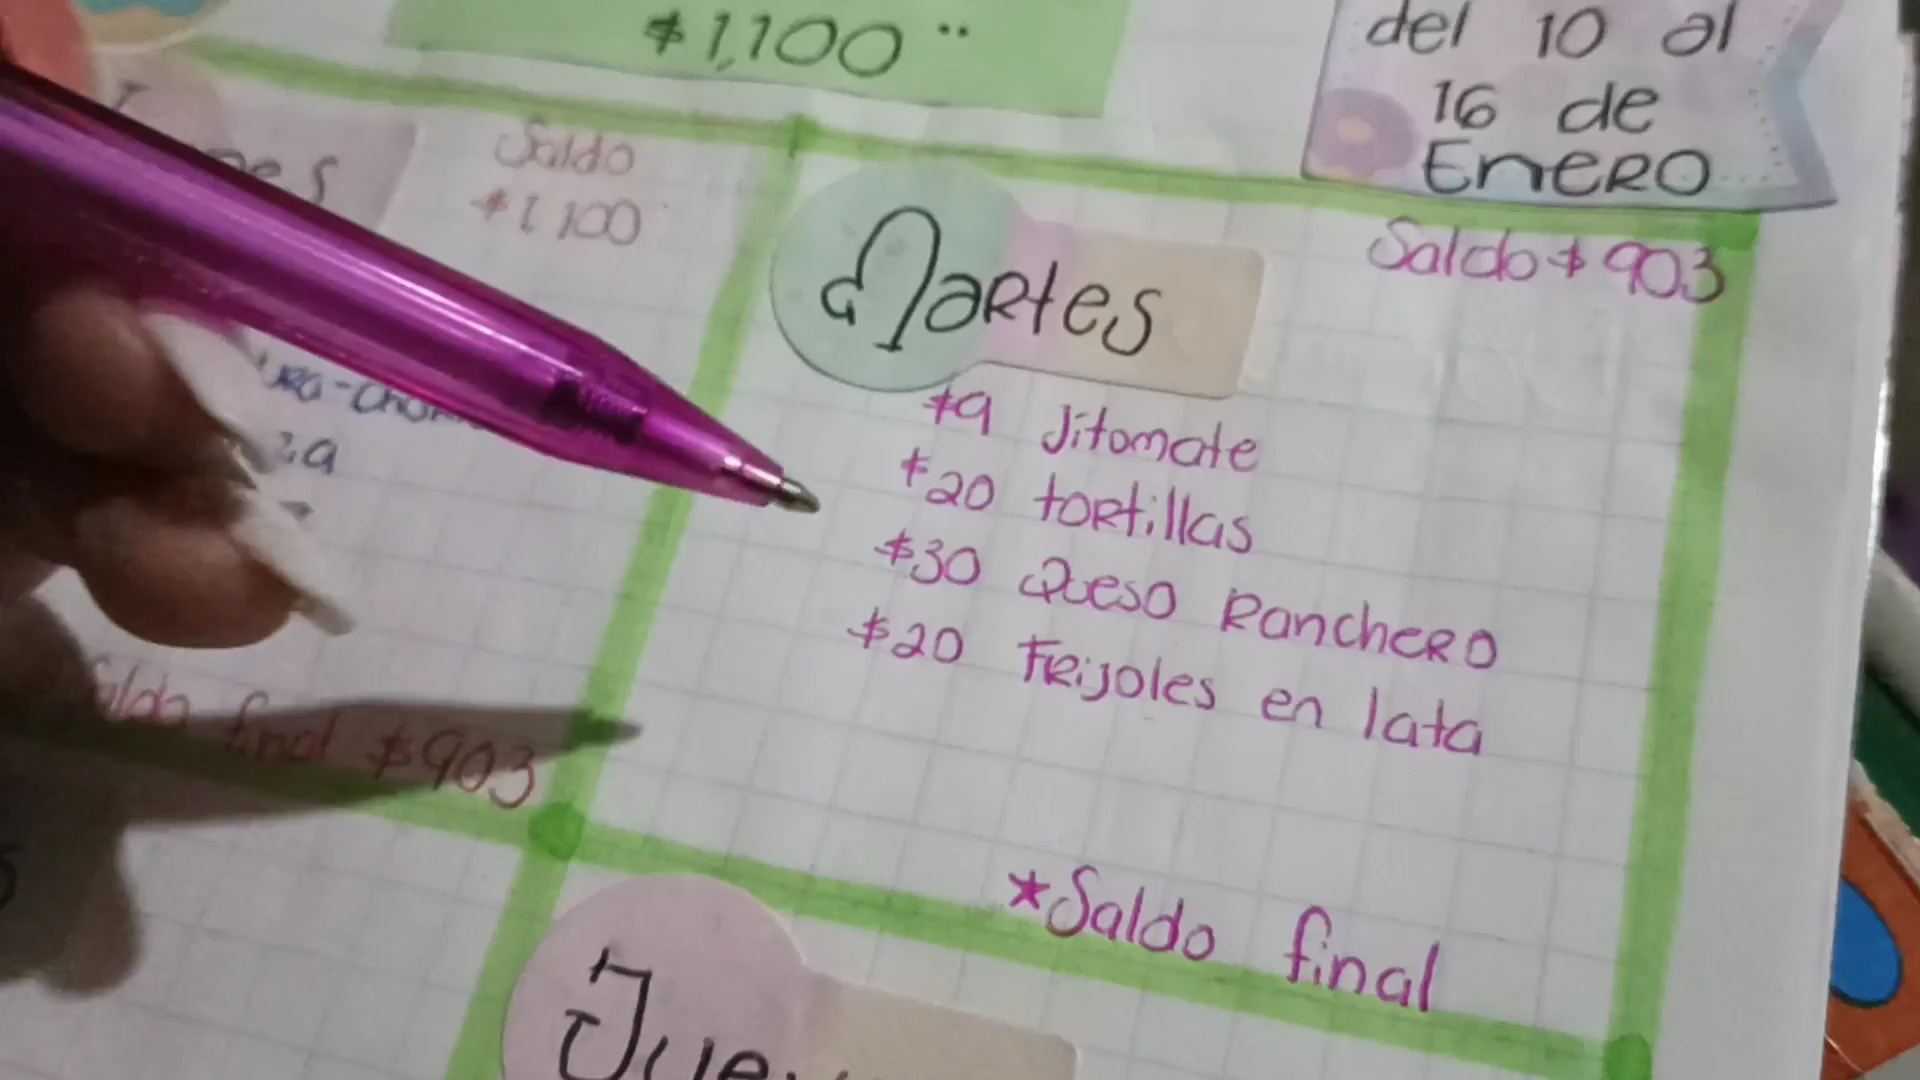 $1,100
del 10 al
16 de
Enero
Saldo
$1,100
Saldo final $903
Martes
Saldo $903
$9 Jitomate
$20 tortillas
$30 Queso Ranchero
$20 Frijoles en lata
*Saldo final